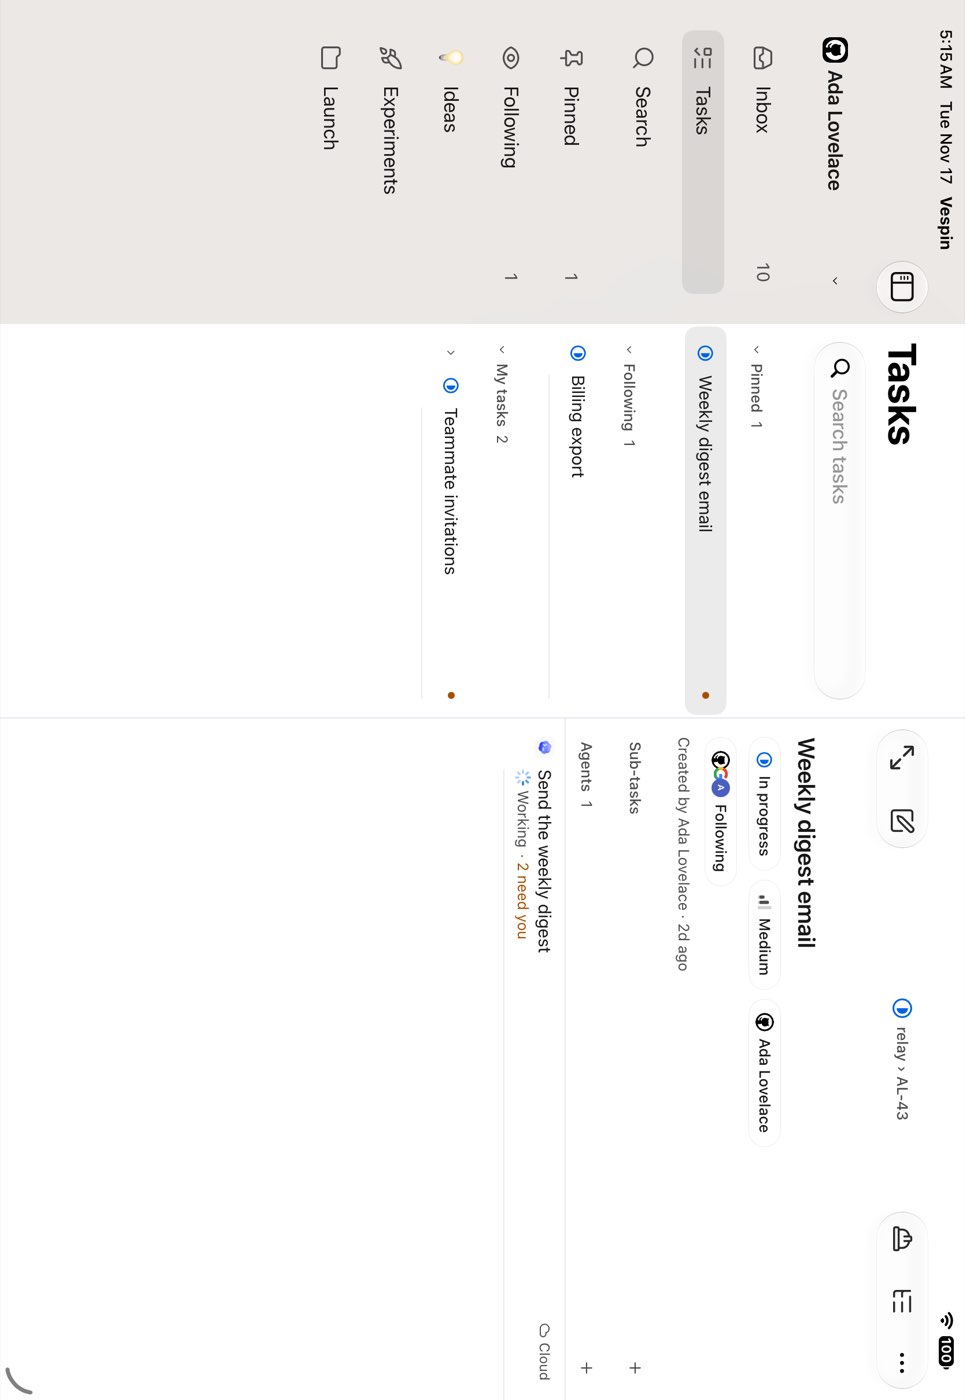 5:15 AM Tue Nov 17 Vespin
100
Ada Lovelace
Inbox 10
Tasks
Search
Pinned 1
Following 1
Ideas
Experiments
Launch
Tasks
Search tasks
Pinned 1
Weekly digest email
Following 1
Billing export
My tasks 2
Teammate invitations
relay › AL-43
Weekly digest email
In progress Medium Ada Lovelace
G A Following
Created by Ada Lovelace · 2d ago
Sub-tasks
Agents 1
Send the weekly digest Cloud
Working · 2 need you